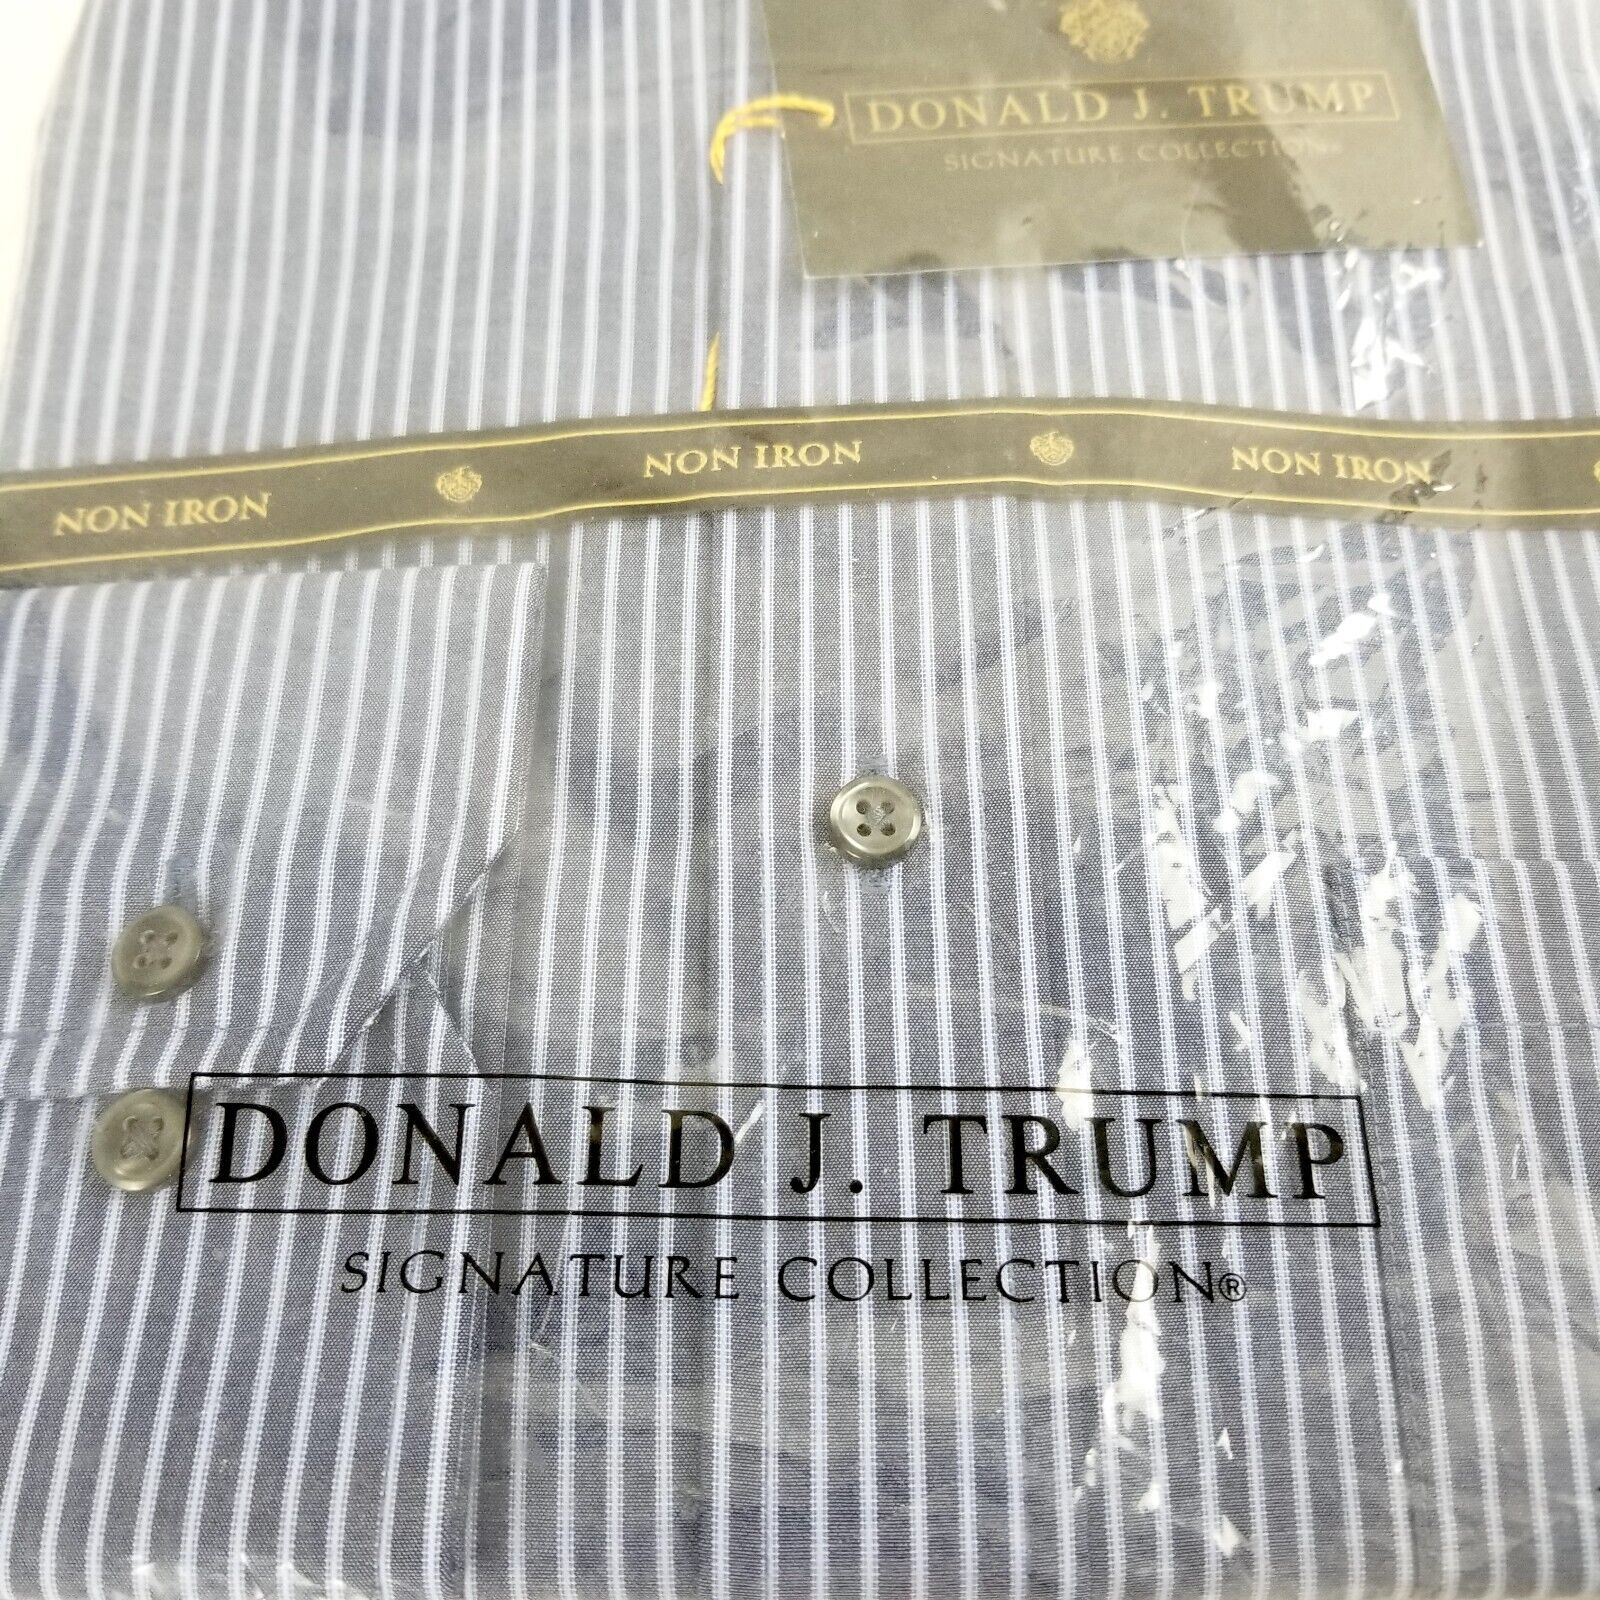 DONALD J. TRUMP
SIGNATURE COLLECTION®
NON IRON NON IRON NON IRON
DONALD J. TRUMP
SIGNATURE COLLECTION®